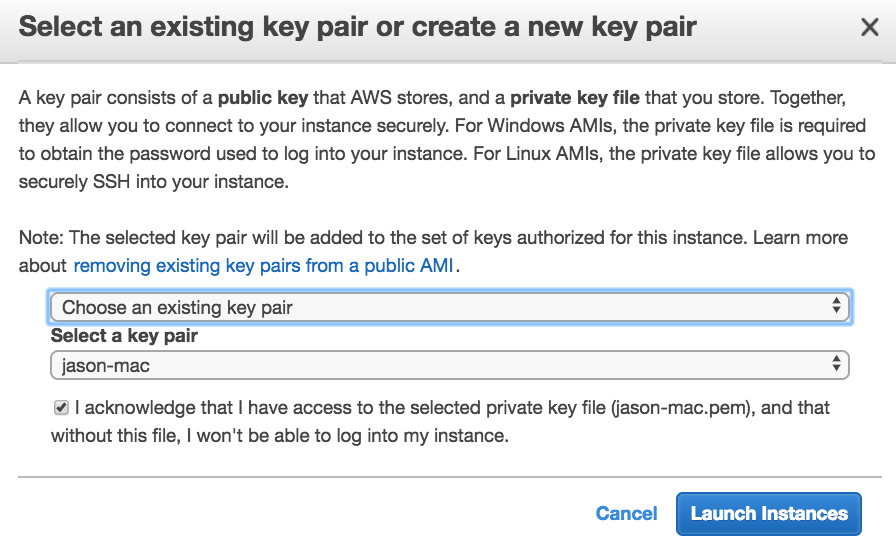 Select an existing key pair or create a new key pair
A key pair consists of a public key that AWS stores, and a private key file that you store. Together,
they allow you to connect to your instance securely. For Windows AMIs, the private key file is required
to obtain the password used to log into your instance. For Linux AMIs, the private key file allows you to
securely SSH into your instance.
Note: The selected key pair will be added to the set of keys authorized for this instance. Learn more
about removing existing key pairs from a public AMI.
Choose an existing key pair
Select a key pair
jason-mac
I acknowledge that I have access to the selected private key file (jason-mac.pem), and that
without this file, I won't be able to log into my instance.
Cancel Launch Instances